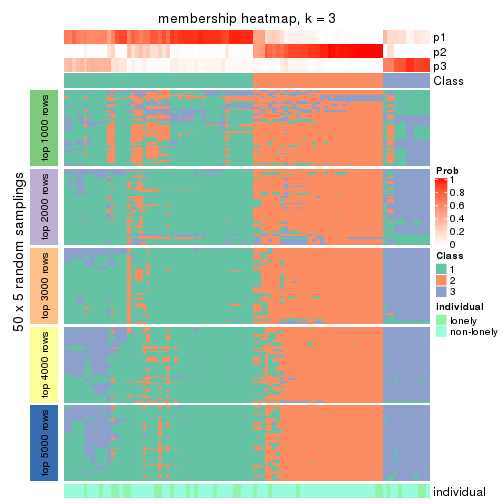 membership heatmap, k = 3
p1
p2
p3
Class
50 x 5 random samplings
top 1000 rows
top 2000 rows
top 3000 rows
top 4000 rows
top 5000 rows
individual
Prob
1
0.8
0.6
0.4
0.2
0
Class
1
2
3
individual
lonely
non-lonely